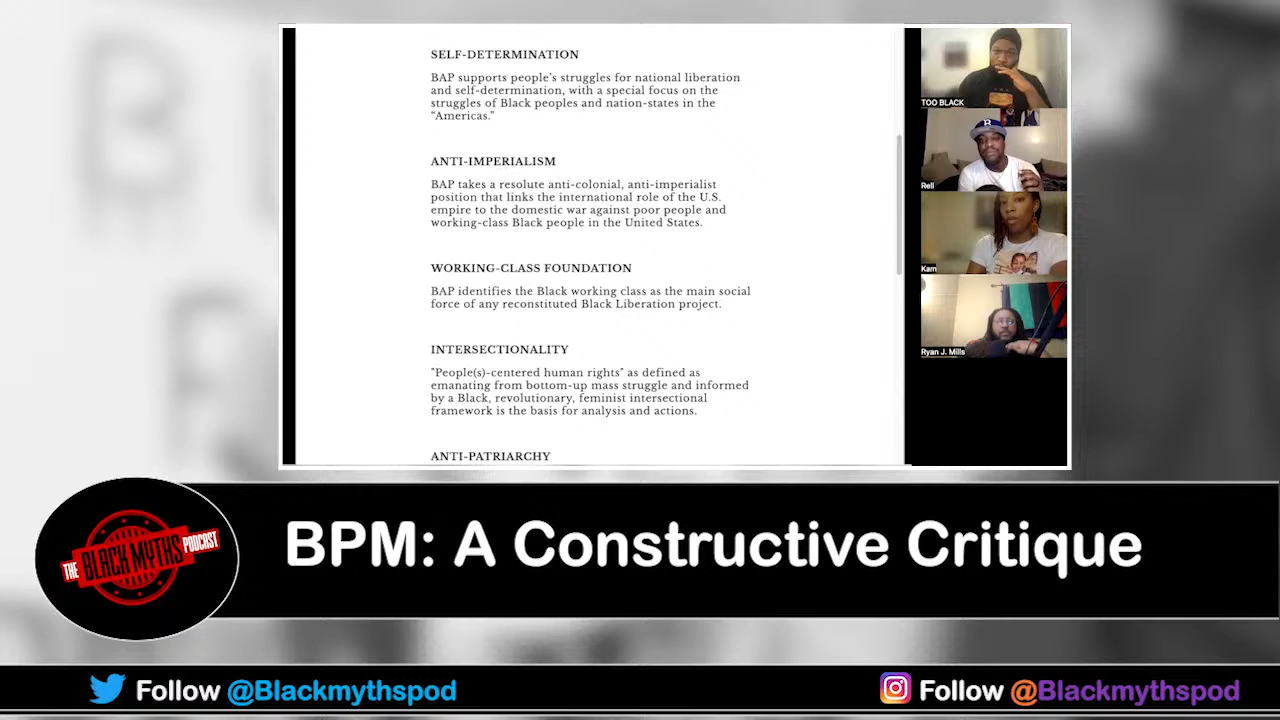 SELF-DETERMINATION
BAP supports people's struggles for national liberation
and self-determination, with a special focus on the
struggles of Black peoples and nation-states in the
“Americas.”
ANTI-IMPERIALISM
BAP takes a resolute anti-colonial, anti-imperialist
position that links the international role of the U.S.
empire to the domestic war against poor people and
working-class Black people in the United States.
WORKING-CLASS FOUNDATION
BAP identifies the Black working class as the main social
force of any reconstituted Black Liberation project.
INTERSECTIONALITY
"People(s)-centered human rights" as defined as
emanating from bottom-up mass struggle and informed
by a Black, revolutionary, feminist intersectional
framework is the basis for analysis and actions.
ANTI-PATRIARCHY
TOO BLACK
Rell
Kam
Ryan J. Mills
THE BLACK MYTHS PODCAST
BPM: A Constructive Critique
Follow @Blackmythspod
Follow @Blackmythspod